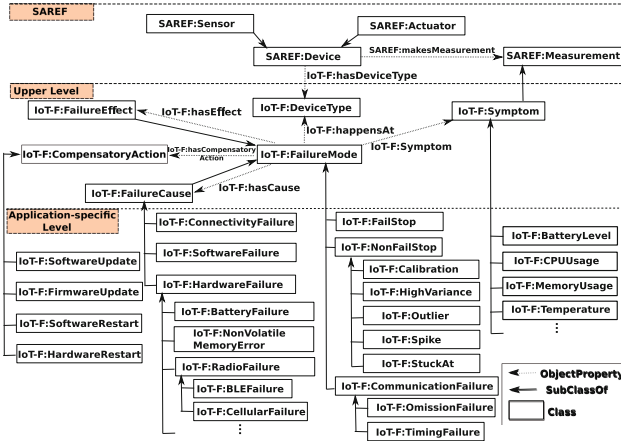 SAREF
SAREF:Sensor
SAREF:Actuator
SAREF:Device
SAREF:makesMeasurement
SAREF:Measurement
IoT-F:hasDeviceType
Upper Level
IoT-F:FailureEffect
IoT-F:hasEffect
IoT-F:DeviceType
IoT-F:Symptom
IoT-F:happensAt
IoT-F:Symptom
IoT-F:CompensatoryAction
IoT-F:hasCompensatory
Action
IoT-F:FailureMode
IoT-F:FailureCause
IoT-F:hasCause
Application-specific
Level
IoT-F:ConnectivityFailure
IoT-F:FailStop
IoT-F:BatteryLevel
IoT-F:SoftwareUpdate
IoT-F:SoftwareFailure
IoT-F:NonFailStop
IoT-F:CPUUsage
IoT-F:Calibration
IoT-F:FirmwareUpdate
IoT-F:HardwareFailure
IoT-F:HighVariance
IoT-F:MemoryUsage
IoT-F:BatteryFailure
IoT-F:Outlier
IoT-F:Temperature
IoT-F:SoftwareRestart
IoT-F:NonVolatile
MemoryError
IoT-F:Spike
IoT-F:HardwareRestart
IoT-F:RadioFailure
IoT-F:StuckAt
IoT-F:BLEFailure
IoT-F:CommunicationFailure
IoT-F:CellularFailure
IoT-F:OmissionFailure
IoT-F:TimingFailure
ObjectProperty
SubClassOf
Class